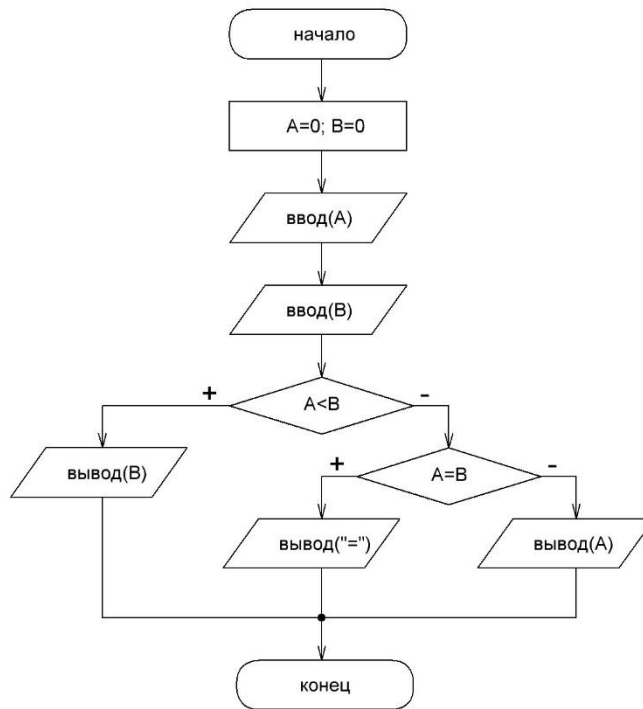 начало
A=0; B=0
ввод(A)
ввод(B)
A<B
+
-
вывод(B)
A=B
+
-
вывод("=")
вывод(A)
конец